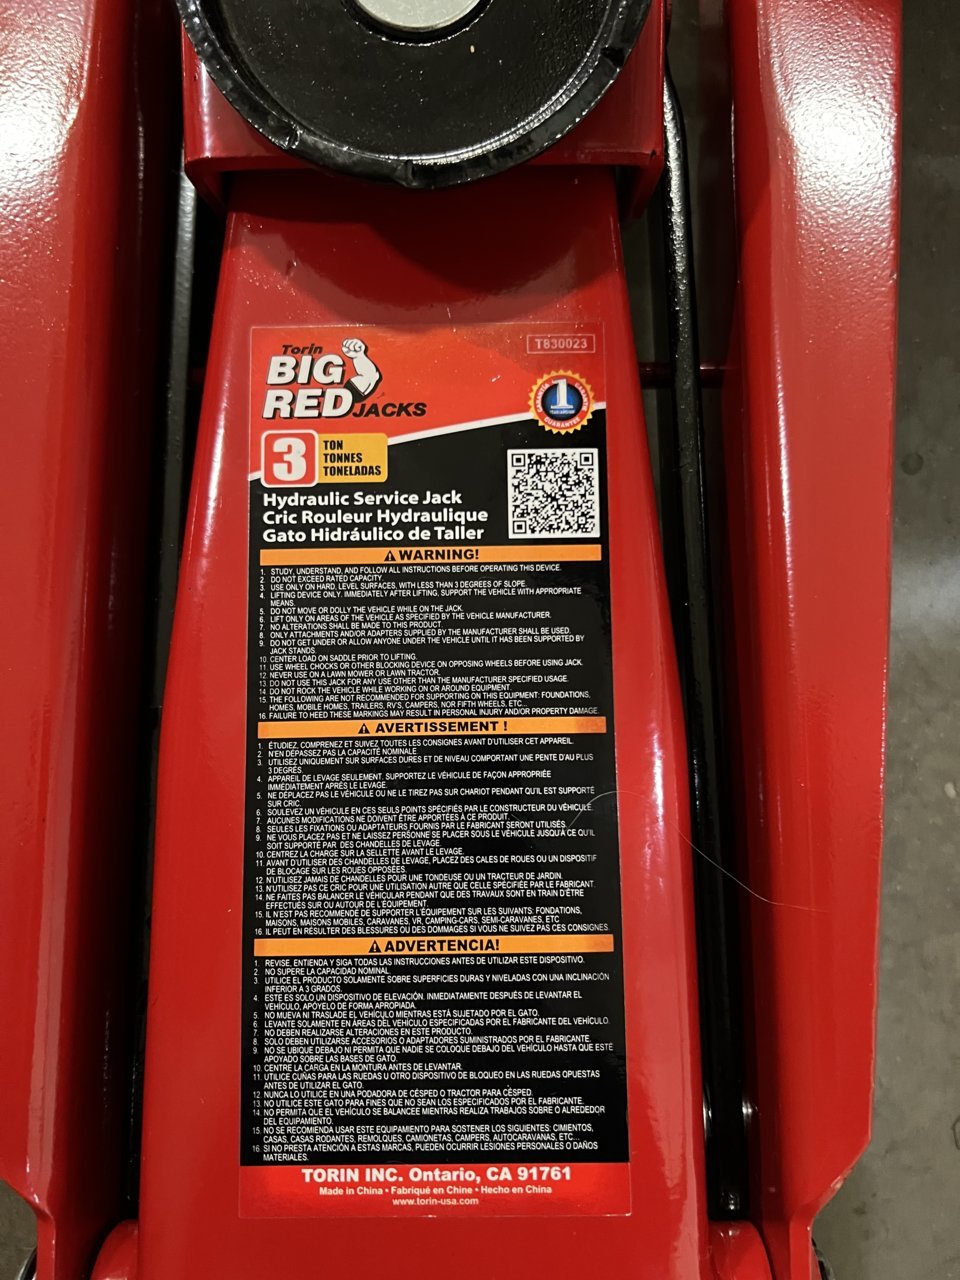 Torin
BIG
RED JACKS
T830023
3 TON
TONNES
TONELADAS
1
GUARANTEE
Hydraulic Service Jack
Cric Rouleur Hydraulique
Gato Hidráulico de Taller
WARNING!
1. STUDY, UNDERSTAND, AND FOLLOW ALL INSTRUCTIONS BEFORE OPERATING THIS DEVICE.
2. DO NOT EXCEED RATED CAPACITY.
3. USE ONLY ON HARD, LEVEL SURFACES, WITH LESS THAN 3 DEGREES OF SLOPE.
4. LIFTING DEVICE ONLY. IMMEDIATELY AFTER LIFTING, SUPPORT THE VEHICLE WITH APPROPRIATE
MEANS.
5. DO NOT MOVE OR DOLLY THE VEHICLE WHILE ON THE JACK.
6. LIFT ONLY ON AREAS OF THE VEHICLE AS SPECIFIED BY THE VEHICLE MANUFACTURER.
7. NO ALTERATIONS SHALL BE MADE TO THIS PRODUCT.
8. ONLY ATTACHMENTS AND/OR ADAPTERS SUPPLIED BY THE MANUFACTURER SHALL BE USED.
9. DO NOT GET UNDER OR ALLOW ANYONE UNDER THE VEHICLE UNTIL IT HAS BEEN SUPPORTED BY
JACK STANDS.
10. CENTER LOAD ON SADDLE PRIOR TO LIFTING.
11. USE WHEEL CHOCKS OR OTHER BLOCKING DEVICE ON OPPOSING WHEELS BEFORE USING JACK.
12. NEVER USE ON A LAWN MOWER OR LAWN TRACTOR.
13. DO NOT USE THIS JACK FOR ANY USE OTHER THAN THE MANUFACTURER SPECIFIED USAGE.
14. DO NOT ROCK THE VEHICLE WHILE WORKING ON OR AROUND EQUIPMENT.
15. THE FOLLOWING ARE NOT RECOMMENDED FOR SUPPORTING ON THIS EQUIPMENT: FOUNDATIONS,
HOMES, MOBILE HOMES, TRAILERS, RV'S, CAMPERS, NOR FIFTH WHEELS, ETC...
16. FAILURE TO HEED THESE MARKINGS MAY RESULT IN PERSONAL INJURY AND/OR PROPERTY DAMAGE.
AVERTISSEMENT !
1. ÉTUDIEZ, COMPRENEZ ET SUIVEZ TOUTES LES CONSIGNES AVANT D'UTILISER CET APPAREIL.
2. N'EN DÉPASSEZ PAS LA CAPACITÉ NOMINALE
3. UTILISEZ UNIQUEMENT SUR SURFACES DURES ET DE NIVEAU COMPORTANT UNE PENTE D'AU PLUS
3 DEGRÉS.
4. APPAREIL DE LEVAGE SEULEMENT. SUPPORTEZ LE VÉHICULE DE FAÇON APPROPRIÉE
IMMÉDIATEMENT APRÈS LE LEVAGE.
5. NE DÉPLACEZ PAS LE VÉHICULE OU NE LE TIREZ PAS SUR CHARIOT PENDANT QU'IL EST SUPPORTÉ
SUR CRIC.
6. SOULEVEZ UN VÉHICULE EN CES SEULS POINTS SPÉCIFIÉS PAR LE CONSTRUCTEUR DU VÉHICULE.
7. AUCUNES MODIFICATIONS NE DOIVENT ÊTRE APPORTÉES À CE PRODUIT.
8. SEULES LES FIXATIONS OU ADAPTATEURS FOURNIS PAR LE FABRICANT SERONT UTILISÉS.
9. NE VOUS PLACEZ PAS ET NE LAISSEZ PERSONNE SE PLACER SOUS LE VÉHICULE JUSQU'À CE QU'IL
SOIT SUPPORTÉ PAR DES CHANDELLES DE LEVAGE.
10. CENTREZ LA CHARGE SUR LA SELLETTE AVANT LE LEVAGE.
11. AVANT D'UTILISER DES CHANDELLES DE LEVAGE, PLACEZ DES CALES DE ROUES OU UN DISPOSITIF
DE BLOCAGE SUR LES ROUES OPPOSÉES.
12. N'UTILISEZ JAMAIS DE CHANDELLES POUR UNE TONDEUSE OU UN TRACTEUR DE JARDIN.
13. N'UTILISEZ PAS CE CRIC POUR UNE UTILISATION AUTRE QUE CELLE SPÉCIFIÉE PAR LE FABRICANT.
14. NE FAITES PAS BALANCER LE VÉHICULAR PENDANT QUE DES TRAVAUX SONT EN TRAIN D'ÊTRE
EFFECTUÉS SUR OU AUTOUR DE L'ÉQUIPEMENT.
15. IL N'EST PAS RECOMMENDÉ DE SUPPORTER L'ÉQUIPEMENT SUR LES SUIVANTS: FONDATIONS,
MAISONS, MAISONS MOBILES, CARAVANES, VR, CAMPING-CARS, SEMI-CARAVANES, ETC
16. IL PEUT EN RÉSULTER DES BLESSURES OU DES DOMMAGES SI VOUS NE SUIVEZ PAS CES CONSIGNES.
ADVERTENCIA!
1. REVISE, ENTIENDA Y SIGA TODAS LAS INSTRUCCIONES ANTES DE UTILIZAR ESTE DISPOSITIVO.
2. NO SUPERE LA CAPACIDAD NOMINAL.
3. UTILICE EL PRODUCTO SOLAMENTE SOBRE SUPERFICIES DURAS Y NIVELADAS CON UNA INCLINACIÓN
INFERIOR A 3 GRADOS.
4. ESTE ES SOLO UN DISPOSITIVO DE ELEVACIÓN. INMEDIATAMENTE DESPUÉS DE LEVANTAR EL
VEHÍCULO, APÓYELO DE FORMA APROPIADA.
5. NO MUEVA NI TRASLADE EL VEHÍCULO MIENTRAS ESTÁ SUJETADO POR EL GATO.
6. LEVANTE SOLAMENTE EN ÁREAS DEL VEHÍCULO ESPECIFICADAS POR EL FABRICANTE DEL VEHÍCULO.
7. NO DEBEN REALIZARSE ALTERACIONES EN ESTE PRODUCTO.
8. SOLO DEBEN UTILIZARSE ACCESORIOS O ADAPTADORES SUMINISTRADOS POR EL FABRICANTE.
9. NO SE UBIQUE DEBAJO NI PERMITA QUE NADIE SE COLOQUE DEBAJO DEL VEHÍCULO HASTA QUE ESTÉ
APOYADO SOBRE LAS BASES DE GATO.
10. CENTRE LA CARGA EN LA MONTURA ANTES DE LEVANTAR.
11. UTILICE CUÑAS PARA LAS RUEDAS U OTRO DISPOSITIVO DE BLOQUEO EN LAS RUEDAS OPUESTAS
ANTES DE UTILIZAR EL GATO.
12. NUNCA LO UTILICE EN UNA PODADORA DE CÉSPED O TRACTOR PARA CÉSPED.
13. NO UTILICE ESTE GATO PARA FINES QUE NO SEAN LOS ESPECIFICADOS POR EL FABRICANTE.
14. NO PERMITA QUE EL VEHÍCULO SE BALANCEE MIENTRAS REALIZA TRABAJOS SOBRE O ALREDEDOR
DEL EQUIPAMIENTO.
15. NO SE RECOMIENDA USAR ESTE EQUIPAMIENTO PARA SOSTENER LOS SIGUIENTES: CIMIENTOS,
CASAS, CASAS RODANTES, REMOLQUES, CAMIONETAS, CAMPERS, AUTOCARAVANAS, ETC...
16. SI NO PRESTA ATENCIÓN A ESTAS MARCAS, PUEDEN OCURRIR LESIONES PERSONALES O DAÑOS
MATERIALES.
TORIN INC. Ontario, CA 91761
Made in China • Fabriqué en Chine • Hecho en China
www.torin-usa.com